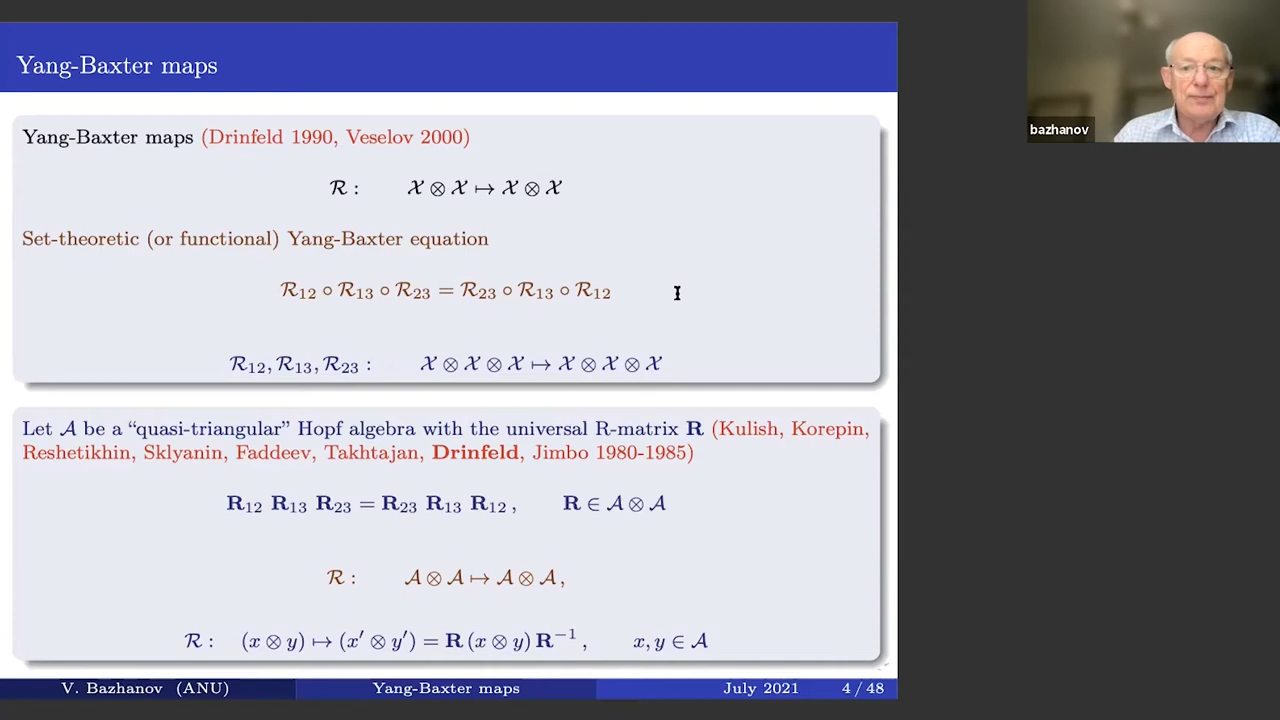 Yang-Baxter maps
bazhanov
Yang-Baxter maps (Drinfeld 1990, Veselov 2000)
ℛ : 𝒳 ⊗ 𝒳 ↦ 𝒳 ⊗ 𝒳
Set-theoretic (or functional) Yang-Baxter equation
ℛ₁₂ ∘ ℛ₁₃ ∘ ℛ₂₃ = ℛ₂₃ ∘ ℛ₁₃ ∘ ℛ₁₂
ℛ₁₂, ℛ₁₃, ℛ₂₃ : 𝒳 ⊗ 𝒳 ⊗ 𝒳 ↦ 𝒳 ⊗ 𝒳 ⊗ 𝒳
Let 𝒜 be a “quasi-triangular” Hopf algebra with the universal R-matrix 𝐑 (Kulish, Korepin,
Reshetikhin, Sklyanin, Faddeev, Takhtajan, Drinfeld, Jimbo 1980-1985)
𝐑₁₂ 𝐑₁₃ 𝐑₂₃ = 𝐑₂₃ 𝐑₁₃ 𝐑₁₂ , 𝐑 ∈ 𝒜 ⊗ 𝒜
ℛ : 𝒜 ⊗ 𝒜 ↦ 𝒜 ⊗ 𝒜,
ℛ : (x ⊗ y) ↦ (x′ ⊗ y′) = 𝐑 (x ⊗ y) 𝐑⁻¹ , x, y ∈ 𝒜
V. Bazhanov (ANU) Yang-Baxter maps July 2021 4 / 48